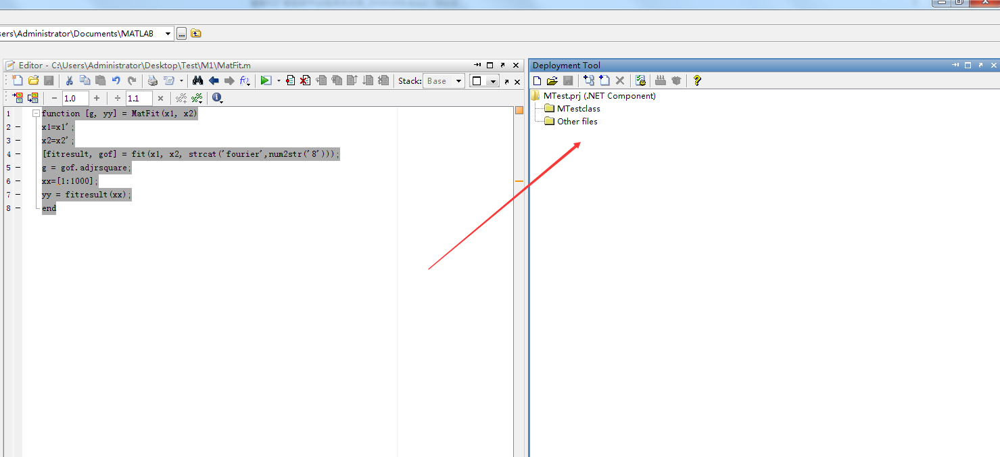 sers\Administrator\Documents\MATLAB
...
Editor - C:\Users\Administrator\Desktop\Test\M1\MatFit.m
Deployment Tool
Stack: Base
1.0
1.1
MTest.prj (.NET Component)
MTestclass
Other files
1 function [g, yy] = MatFit(x1, x2)
2 x1=x1';
3 x2=x2';
4 [fitresult, gof] = fit(x1, x2, strcat('fourier',num2str('8')));
5 g = gof.adjrsquare;
6 xx=[1:1000];
7 yy = fitresult(xx);
8 end